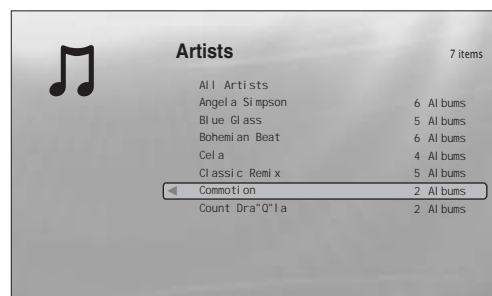 Artists
7 items
All Artists
Angela Simpson 6 Albums
Blue Glass 5 Albums
Bohemian Beat 6 Albums
Cela 4 Albums
Classic Remix 5 Albums
Commotion 2 Albums
Count Dra"Q"la 2 Albums